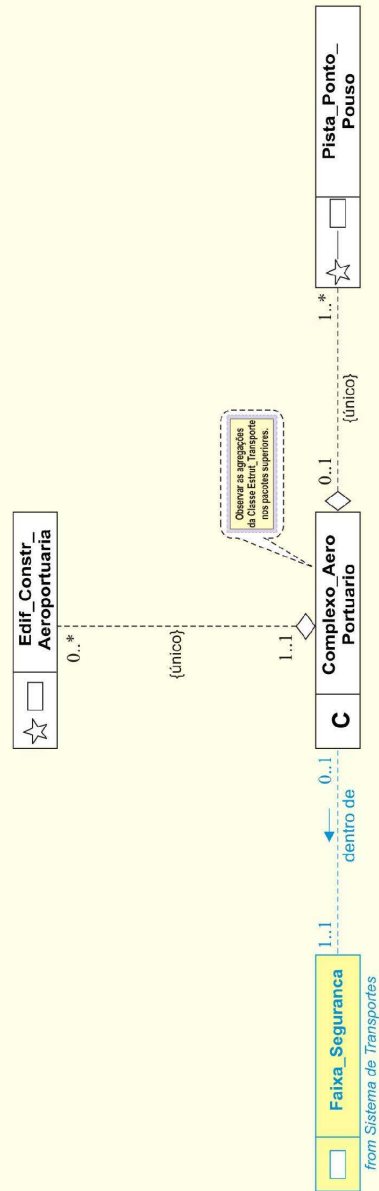 Edif_Constr_
Aeroportuaria
0..*
{único}
1..1
Observar as agregações
da Classe Estrut_Transporte
nos pacotes superiores.
Faixa_Seguranca
from Sistema de Transportes
1..1
dentro de
0..1
C
Complexo_Aero
Portuario
0..1
{único}
1..*
Pista_Ponto_
Pouso